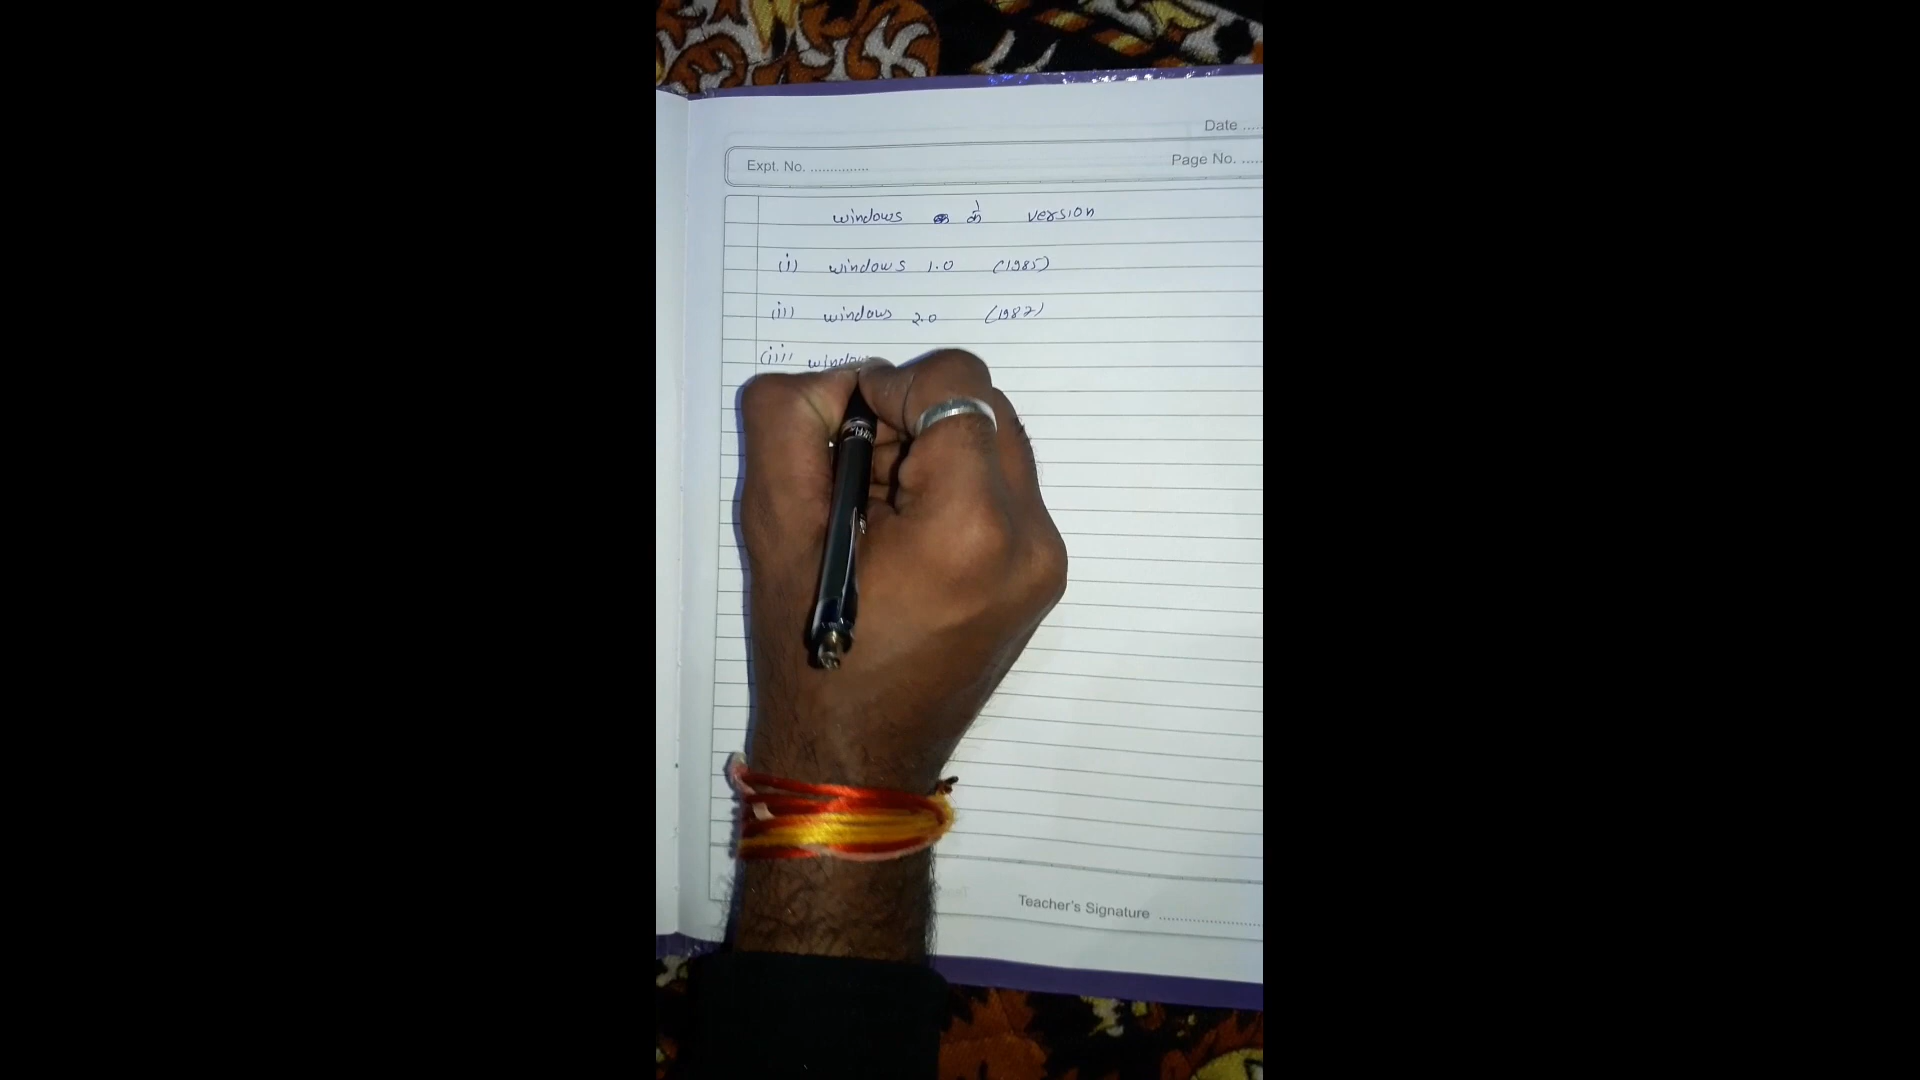 Date .....
Expt. No. ...............
Page No. .....
windows के version
(i) windows 1.0 (1985)
(ii) windows 2.0 (1987)
(iii) window
Teacher's Signature ........................